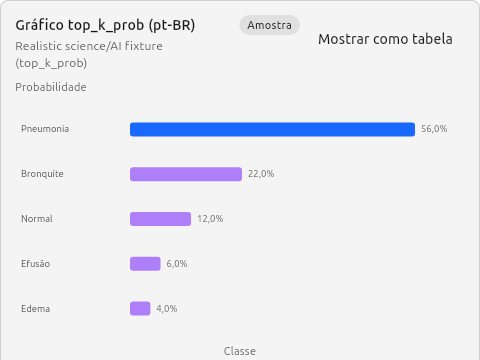 Gráfico top_k_prob (pt-BR)
Amostra
Mostrar como tabela
Realistic science/AI fixture
(top_k_prob)
Probabilidade
Pneumonia 56,0%
Bronquite 22,0%
Normal 12,0%
Efusão 6,0%
Edema 4,0%
Classe